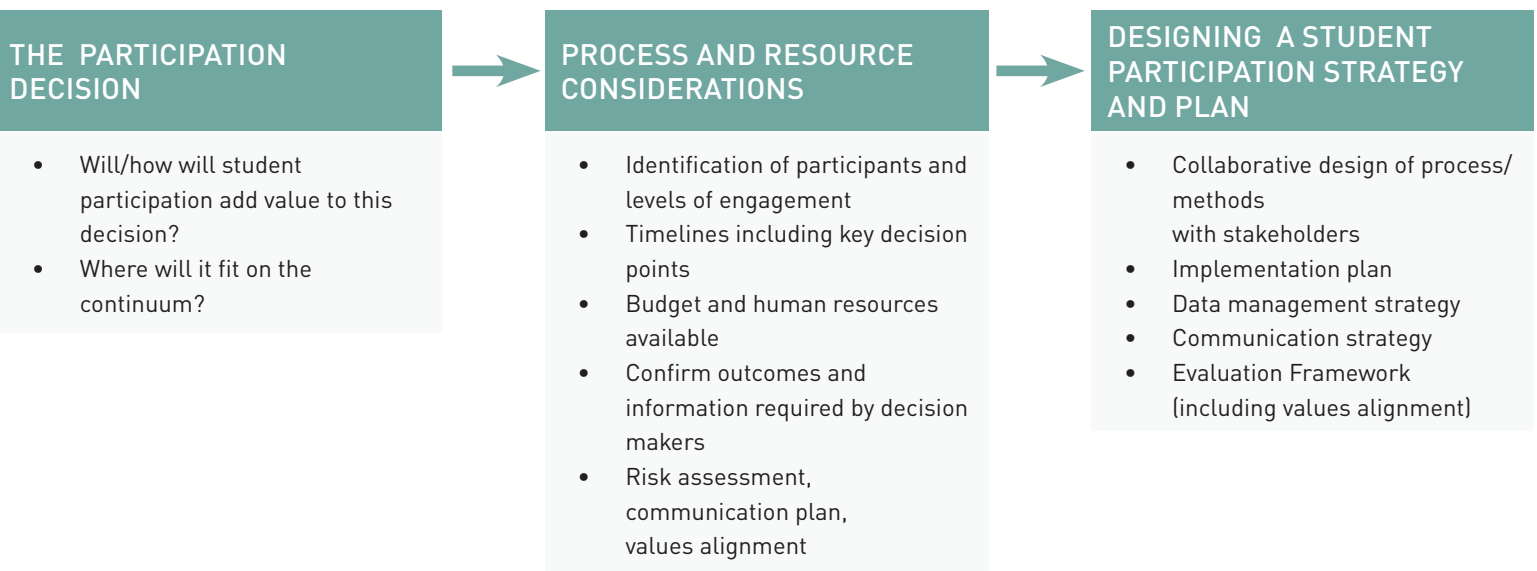 THE PARTICIPATION
DECISION
• Will/how will student
participation add value to this
decision?
• Where will it fit on the
continuum?
PROCESS AND RESOURCE
CONSIDERATIONS
• Identification of participants and
levels of engagement
• Timelines including key decision
points
• Budget and human resources
available
• Confirm outcomes and
information required by decision
makers
• Risk assessment,
communication plan,
values alignment
DESIGNING A STUDENT
PARTICIPATION STRATEGY
AND PLAN
• Collaborative design of process/
methods
with stakeholders
• Implementation plan
• Data management strategy
• Communication strategy
• Evaluation Framework
(including values alignment)